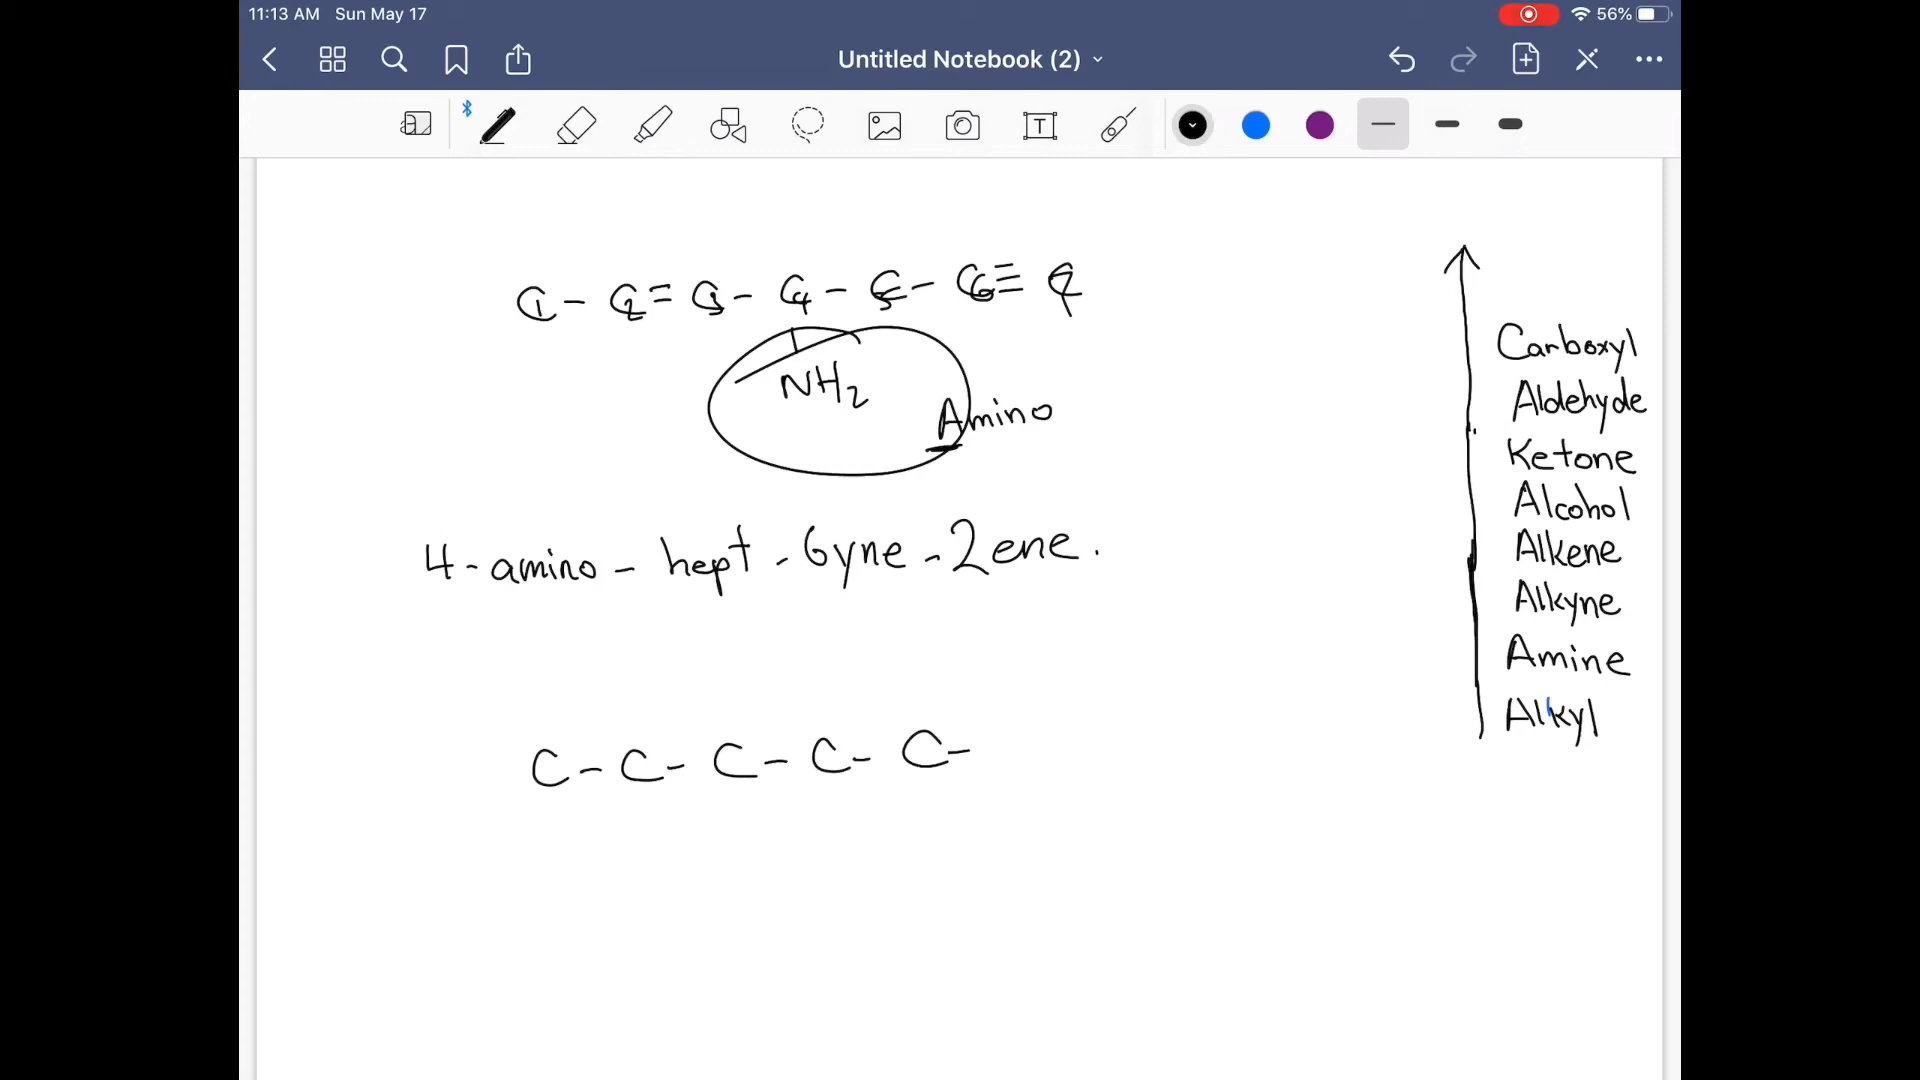 11:13 AM Sun May 17
56%
Untitled Notebook (2)
C1 - C2 = C3 - C4 - C5 - C6 ≡ C7
NH2
Amino
4-amino - hept - 6yne - 2ene.
C - C - C - C - C -
Carboxyl
Aldehyde
Ketone
Alcohol
Alkene
Alkyne
Amine
Alkyl